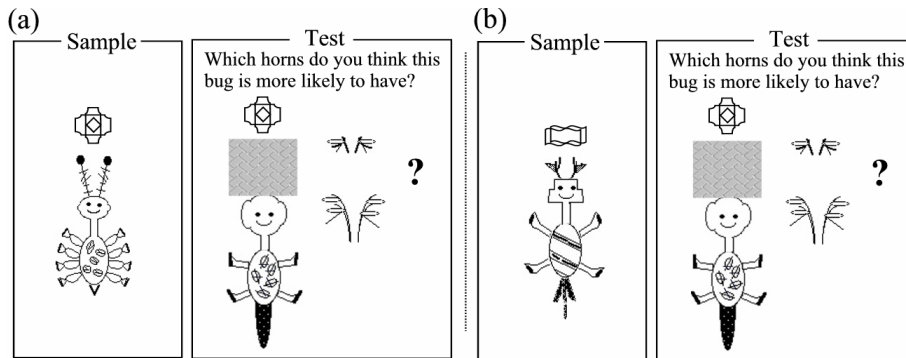 (a)
Sample
Test
Which horns do you think this
bug is more likely to have?
?
(b)
Sample
Test
Which horns do you think this
bug is more likely to have?
?